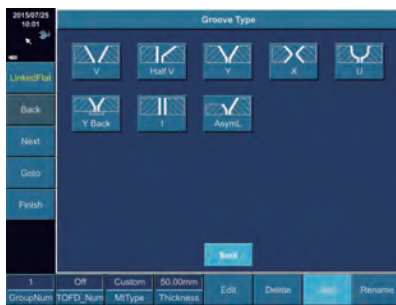 2015/07/25
10:01
Groove Type
V
Half V
Y
X
U
LinkedFlat
Back
Y Back
I
AsymL
Next
Goto
Finish
Back
1
Off
Custom
50.00mm
Edit
Delete
Rename
GroupNum
TOFD_Num
MtType
Thickness